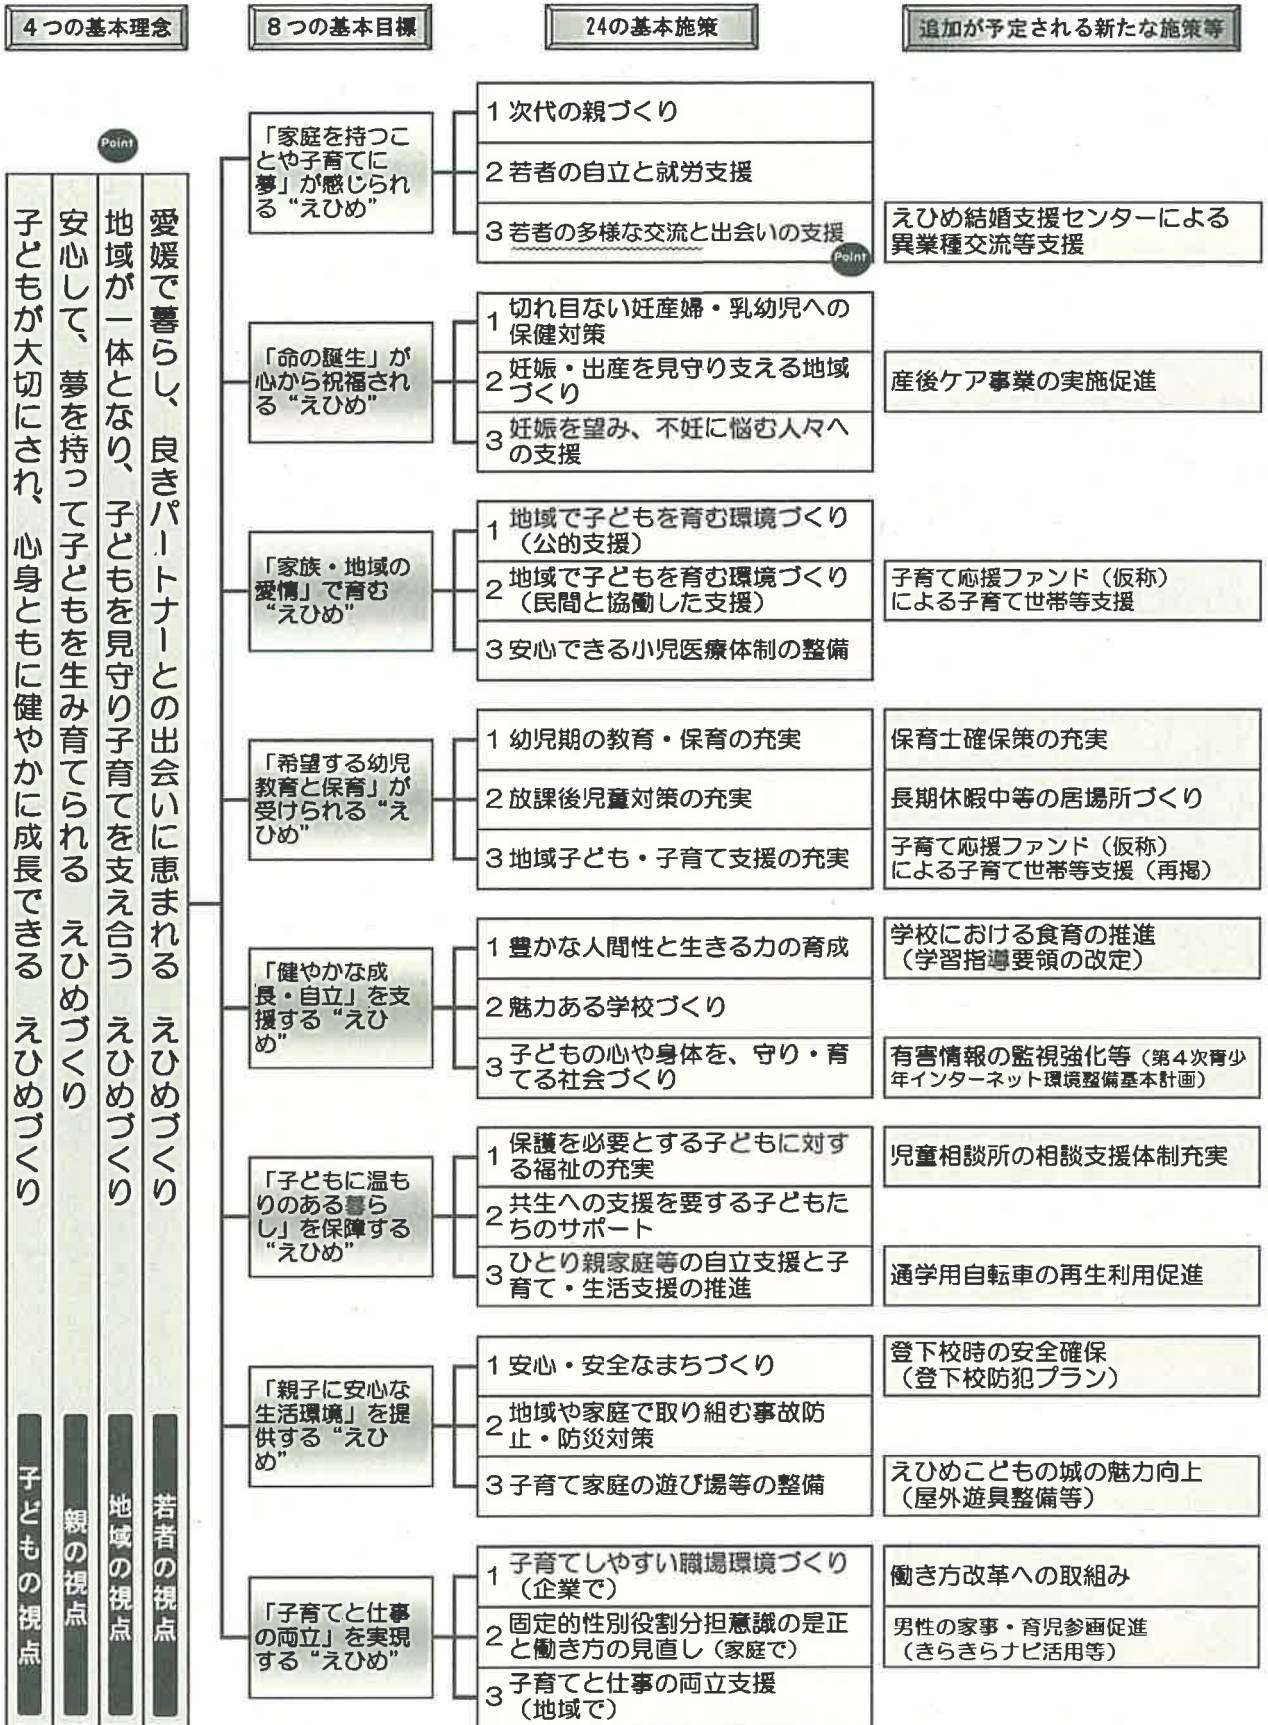 4つの基本理念
8つの基本目標
24の基本施策
追加が予定される新たな施策等
Point
愛媛で暮らし、良きパートナーとの出会いに恵まれる えひめづくり
若者の視点
地域が一体となり、子どもを見守り子育てを支え合う えひめづくり
地域の視点
安心して、夢を持って子どもを生み育てられる えひめづくり
親の視点
子どもが大切にされ、心身ともに健やかに成長できる えひめづくり
子どもの視点
「家庭を持つこ
とや子育てに
夢」が感じられ
る“えひめ”
1 次代の親づくり
2 若者の自立と就労支援
3 若者の多様な交流と出会いの支援
Point
えひめ結婚支援センターによる
異業種交流等支援
「命の誕生」が
心から祝福され
る“えひめ”
1 切れ目ない妊産婦・乳幼児への
保健対策
2 妊娠・出産を見守り支える地域
づくり
産後ケア事業の実施促進
3 妊娠を望み、不妊に悩む人々へ
の支援
「家族・地域の
愛情」で育む
“えひめ”
1 地域で子どもを育む環境づくり
（公的支援）
2 地域で子どもを育む環境づくり
（民間と協働した支援）
子育て応援ファンド（仮称）
による子育て世帯等支援
3 安心できる小児医療体制の整備
「希望する幼児
教育と保育」が
受けられる“え
ひめ”
1 幼児期の教育・保育の充実
保育士確保策の充実
2 放課後児童対策の充実
長期休暇中等の居場所づくり
3 地域子ども・子育て支援の充実
子育て応援ファンド（仮称）
による子育て世帯等支援（再掲）
「健やかな成
長・自立」を支
援する“えひ
め”
1 豊かな人間性と生きる力の育成
学校における食育の推進
（学習指導要領の改定）
2 魅力ある学校づくり
3 子どもの心や身体を、守り・育
てる社会づくり
有害情報の監視強化等（第4次青少
年インターネット環境整備基本計画）
「子どもに温も
りのある暮ら
し」を保障する
“えひめ”
1 保護を必要とする子どもに対す
る福祉の充実
児童相談所の相談支援体制充実
2 共生への支援を要する子どもた
ちのサポート
3 ひとり親家庭等の自立支援と子
育て・生活支援の推進
通学用自転車の再生利用促進
「親子に安心な
生活環境」を提
供する“えひ
め”
1 安心・安全なまちづくり
登下校時の安全確保
（登下校防犯プラン）
2 地域や家庭で取り組む事故防
止・防災対策
3 子育て家庭の遊び場等の整備
えひめこどもの城の魅力向上
（屋外遊具整備等）
「子育てと仕事
の両立」を実現
する“えひめ”
1 子育てしやすい職場環境づくり
（企業で）
働き方改革への取組み
2 固定的性別役割分担意識の是正
と働き方の見直し（家庭で）
男性の家事・育児参画促進
（きらきらナビ活用等）
3 子育てと仕事の両立支援
（地域で）